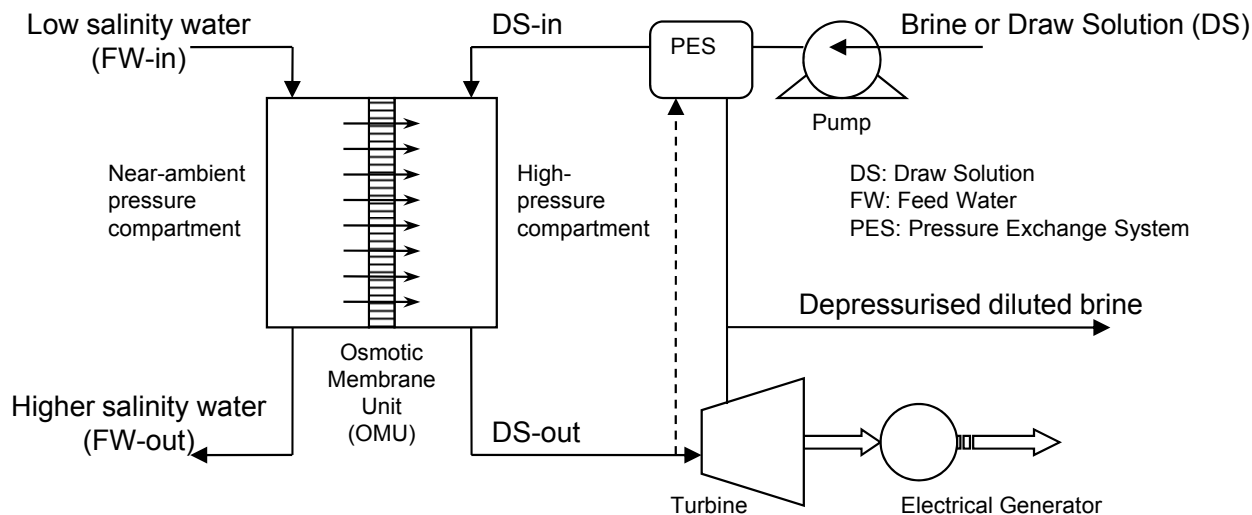 Low salinity water
(FW-in)
DS-in
PES
Brine or Draw Solution (DS)
Pump
Near-ambient
pressure
compartment
High-
pressure
compartment
DS: Draw Solution
FW: Feed Water
PES: Pressure Exchange System
Depressurised diluted brine
Osmotic
Membrane
Unit
(OMU)
Higher salinity water
(FW-out)
DS-out
Turbine
Electrical Generator